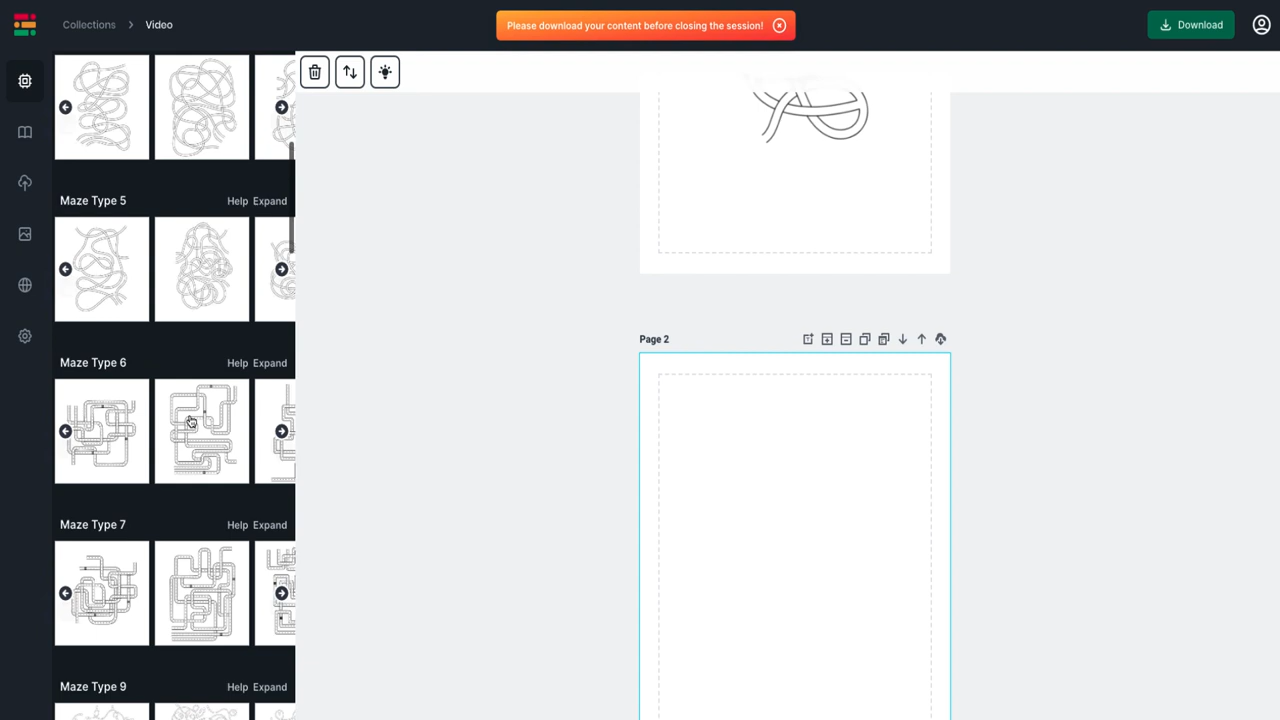 Collections > Video
Please download your content before closing the session!
Download
Maze Type 5 Help Expand
Maze Type 6 Help Expand
Maze Type 7 Help Expand
Maze Type 9 Help Expand
Page 2